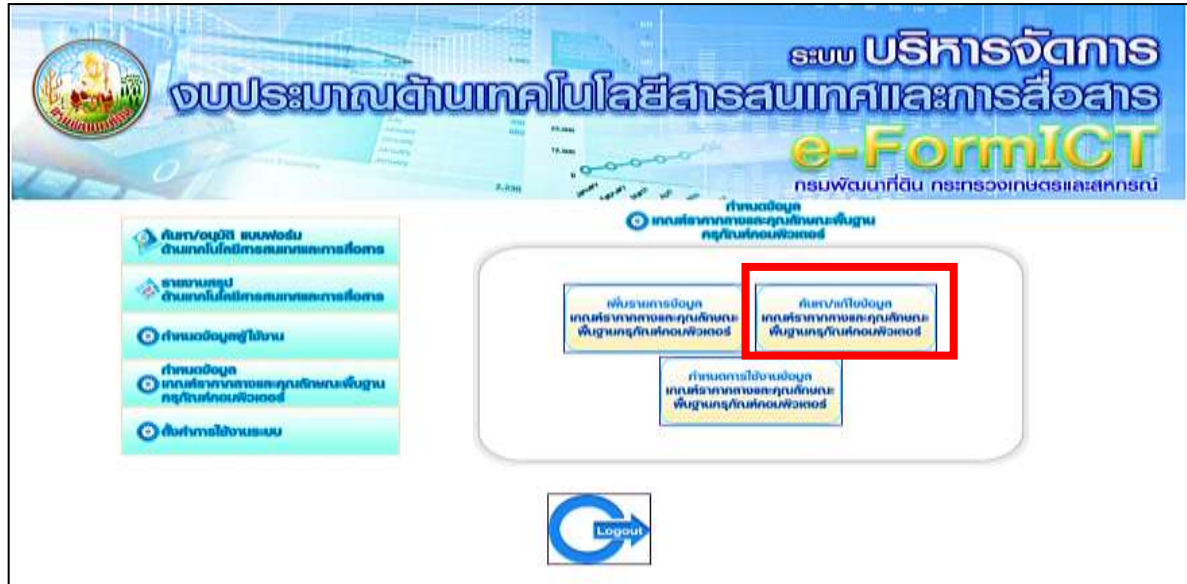 ระบบ บริหารจัดการ
งบประมาณด้านเทคโนโลยีสารสนเทศและการสื่อสาร
e-FormICT
กรมพัฒนาที่ดิน กระทรวงเกษตรและสหกรณ์
ค้นหา/อนุมัติ แบบฟอร์ม
ด้านเทคโนโลยีสารสนเทศและการสื่อสาร
รายงานสรุป
ด้านเทคโนโลยีสารสนเทศและการสื่อสาร
กำหนดข้อมูลผู้ใช้งาน
กำหนดข้อมูล
เกณฑ์ราคากลางและคุณลักษณะพื้นฐาน
ครุภัณฑ์คอมพิวเตอร์
ตั้งค่าการใช้งานระบบ
กำหนดข้อมูล
เกณฑ์ราคากลางและคุณลักษณะพื้นฐาน
ครุภัณฑ์คอมพิวเตอร์
เพิ่มรายการข้อมูล
เกณฑ์ราคากลางและคุณลักษณะ
พื้นฐานครุภัณฑ์คอมพิวเตอร์
ค้นหา/แก้ไขข้อมูล
เกณฑ์ราคากลางและคุณลักษณะ
พื้นฐานครุภัณฑ์คอมพิวเตอร์
กำหนดการใช้งานข้อมูล
เกณฑ์ราคากลางและคุณลักษณะ
พื้นฐานครุภัณฑ์คอมพิวเตอร์
Logout